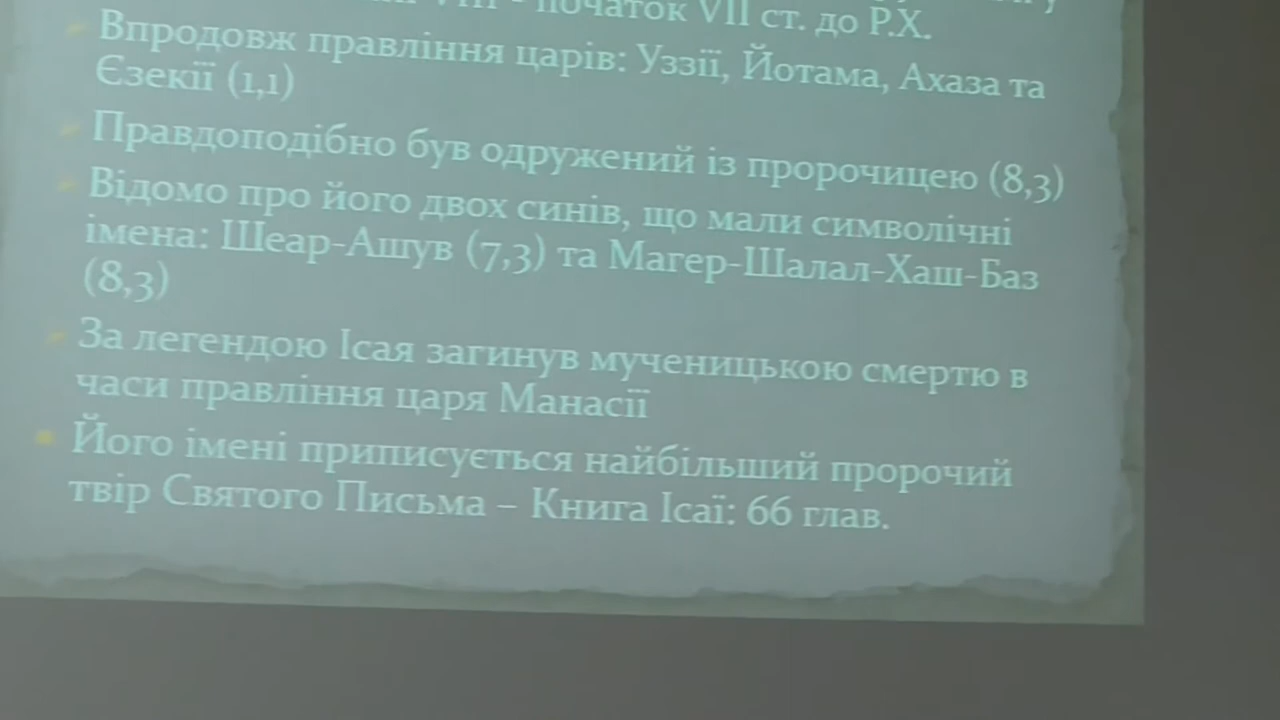 початок VII ст. до Р.Х.
Впродовж правління царів: Уззії, Йотама, Ахаза та
Єзекії (1,1)
Правдоподібно був одружений із пророчицею (8,3)
Відомо про його двох синів, що мали символічні
імена: Шеар-Ашув (7,3) та Магер-Шалал-Хаш-Баз
(8,3)
За легендою Ісая загинув мученицькою смертю в
часи правління царя Манасії
Його імені приписується найбільший пророчий
твір Святого Письма – Книга Ісаї: 66 глав.